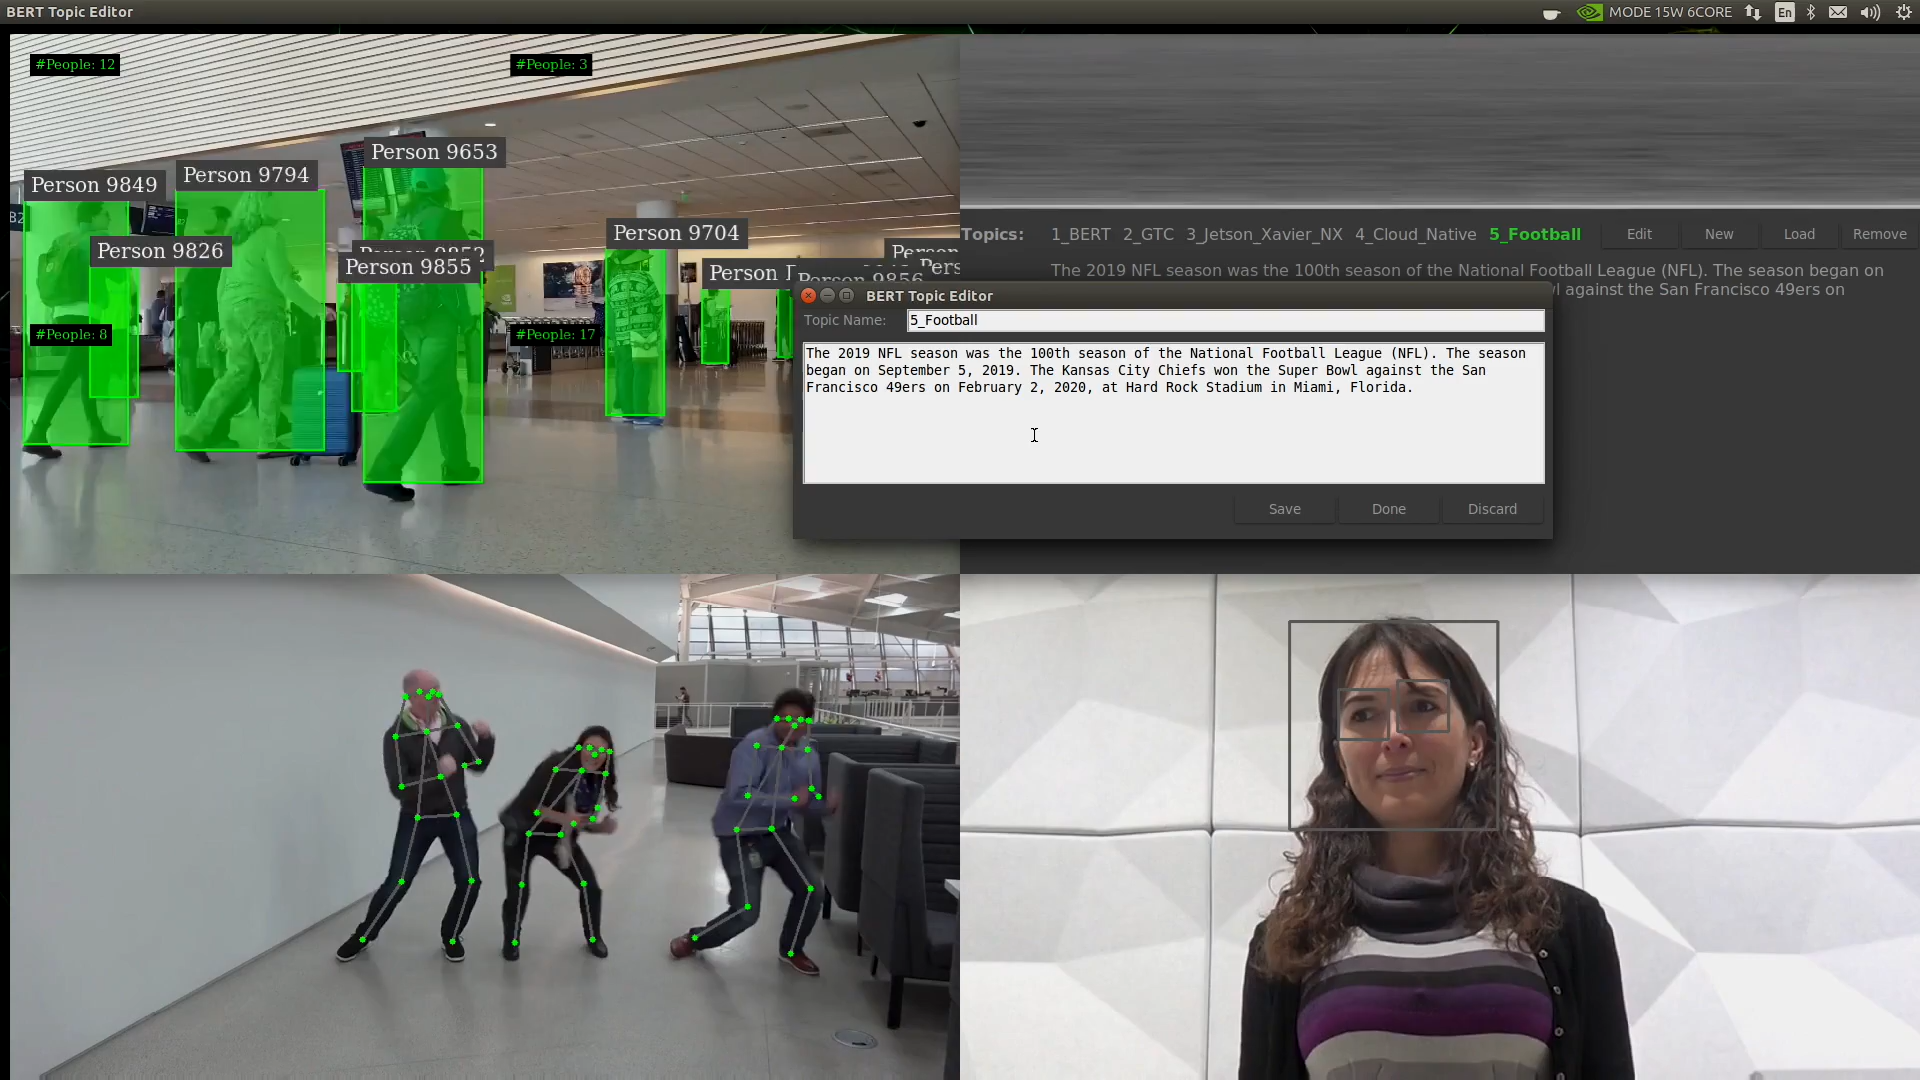 BERT Topic Editor
MODE 15W 6CORE
En
#People: 12
#People: 3
Person 9653
Person 9794
Person 9849
Person 9826
Person 9855
Person 9704
Person
Person
Person
9856
#People: 8
#People: 17
Topics: 1_BERT 2_GTC 3_Jetson_Xavier_NX 4_Cloud_Native 5_Football Edit New Load Remove
The 2019 NFL season was the 100th season of the National Football League (NFL). The season began on
against the San Francisco 49ers on
BERT Topic Editor
Topic Name: 5_Football
The 2019 NFL season was the 100th season of the National Football League (NFL). The season
began on September 5, 2019. The Kansas City Chiefs won the Super Bowl against the San
Francisco 49ers on February 2, 2020, at Hard Rock Stadium in Miami, Florida.
Save Done Discard